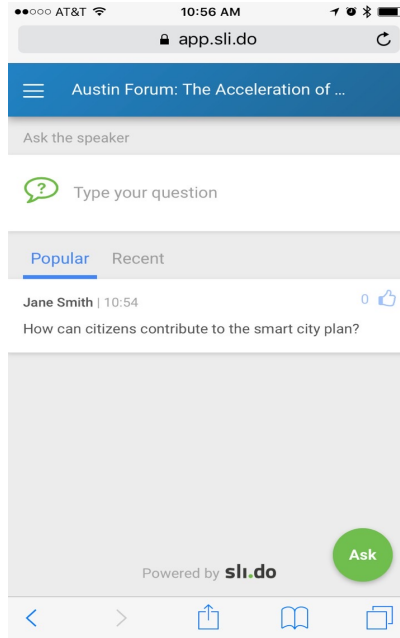 AT&T 10:56 AM
app.sli.do
Austin Forum: The Acceleration of ...
Ask the speaker
? Type your question
Popular Recent
Jane Smith | 10:54 0
How can citizens contribute to the smart city plan?
Ask
Powered by sli.do